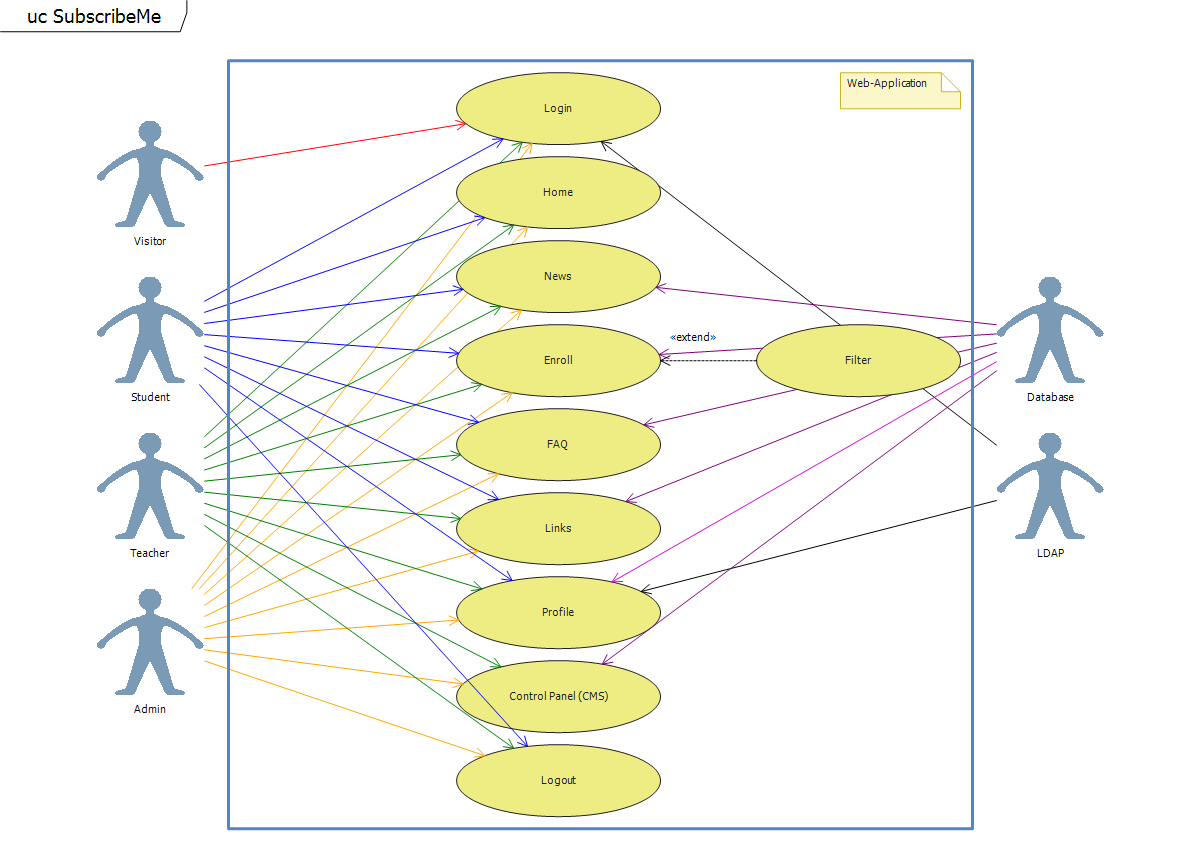 uc SubscribeMe
Web-Application
Login
Home
Visitor
News
«extend»
Enroll
Filter
Student
Database
FAQ
Links
Teacher
LDAP
Profile
Control Panel (CMS)
Admin
Logout